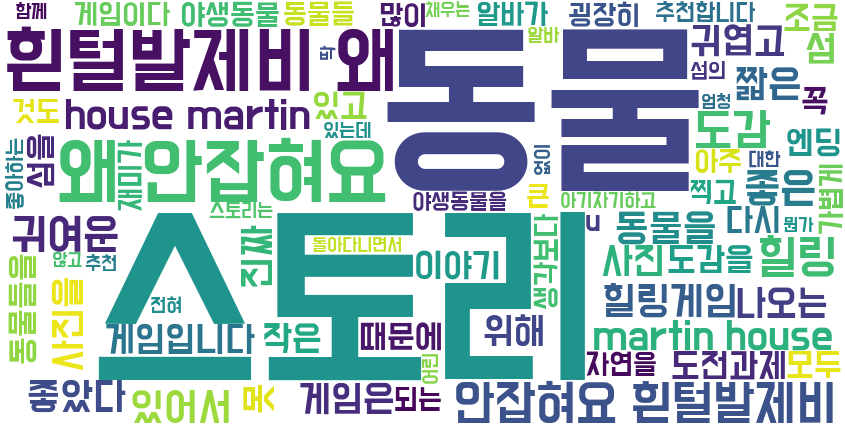 함께 게임이다 야생동물 동물들 많이 채우는 알바가 굉장히 추천합니다 조금
흰털발제비 왜 동물 알바 귀엽고 섬
것도 house martin 있고 딱 섬의 짧은 꼭
있는데 엄청 도감 엔딩
좋아하는 섬을 왜 안잡혀요 재미가 없이 아주 대한
야생동물을 큰 아기자기하고 찍고 좋은 가볍게
스토리는 u 동물을 다시 뭔가
귀여운 진짜 돌아다니면서 이야기 생각보다 사진 도감을 힐링
동물들을 않고 추천 스토리
사진을 전혀 힐링게임 나오는
게임입니다 작은 때문에 위해 martin house
어린 자연을 도전과제 모두
좋았다 있어서 못 게임은 되는 안잡혀요 흰털발제비